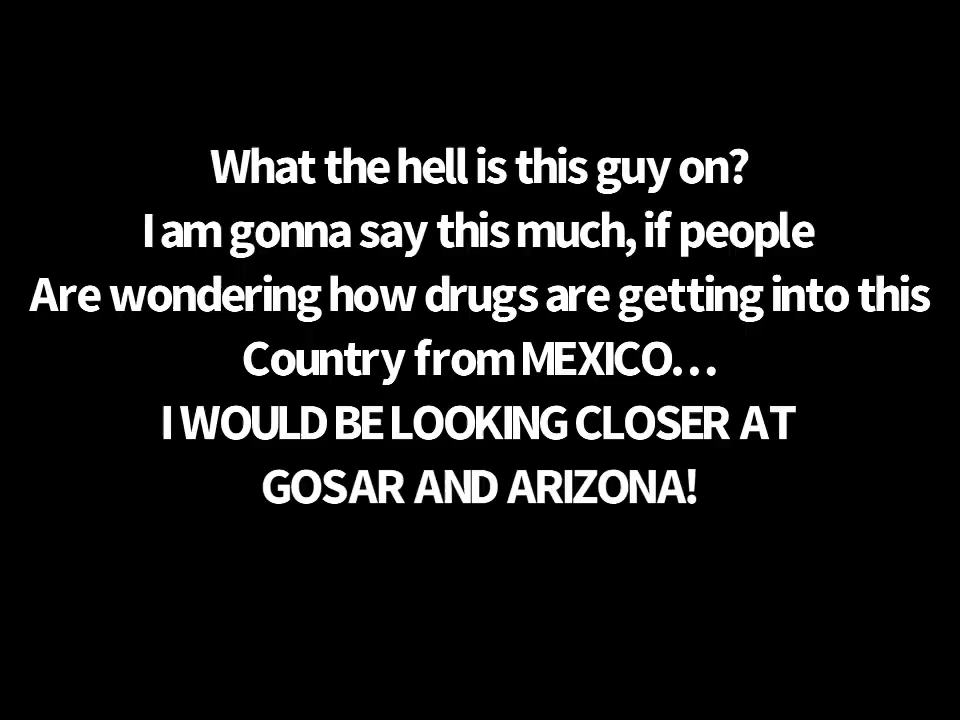 What the hell is this guy on?
I am gonna say this much, if people
Are wondering how drugs are getting into this
Country from MEXICO...
I WOULD BE LOOKING CLOSER AT
GOSAR AND ARIZONA!